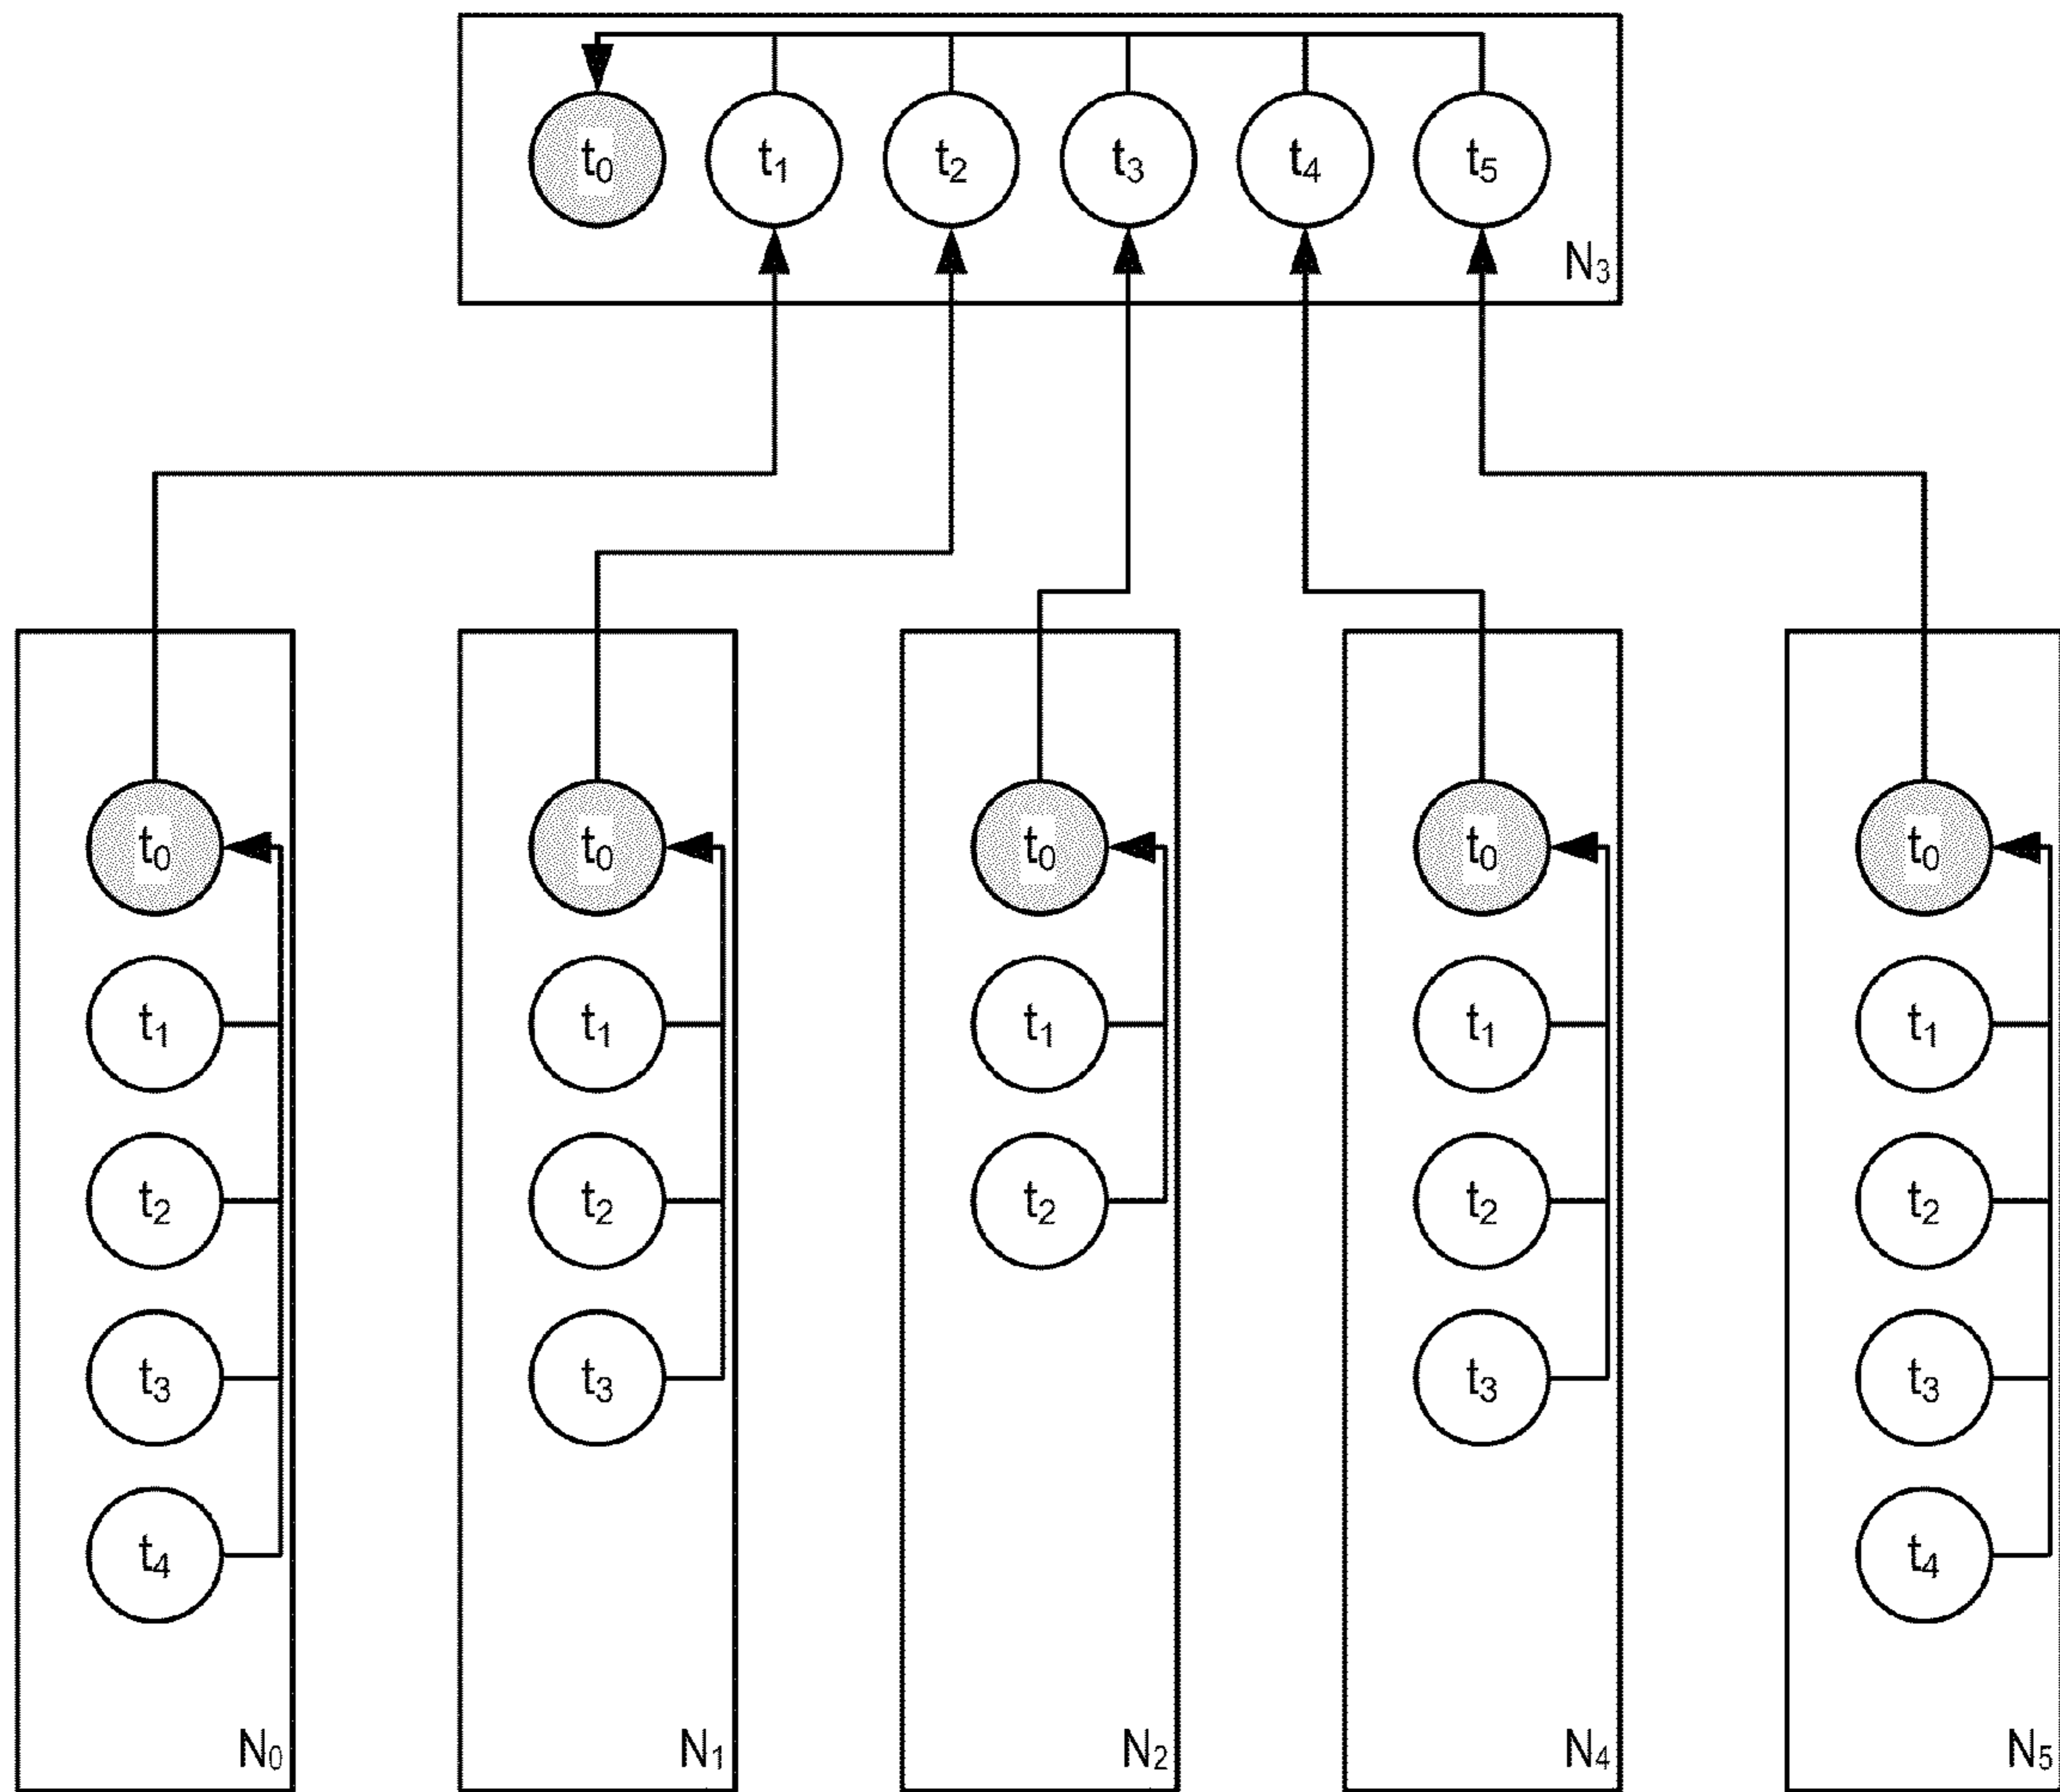 t₀ t₁ t₂ t₃ t₄ t₅
N₃
t₀ t₀ t₀ t₀ t₀
t₁ t₁ t₁ t₁ t₁
t₂ t₂ t₂ t₂ t₂
t₃ t₃ t₃ t₃
t₄ t₄
N₀ N₁ N₂ N₄ N₅